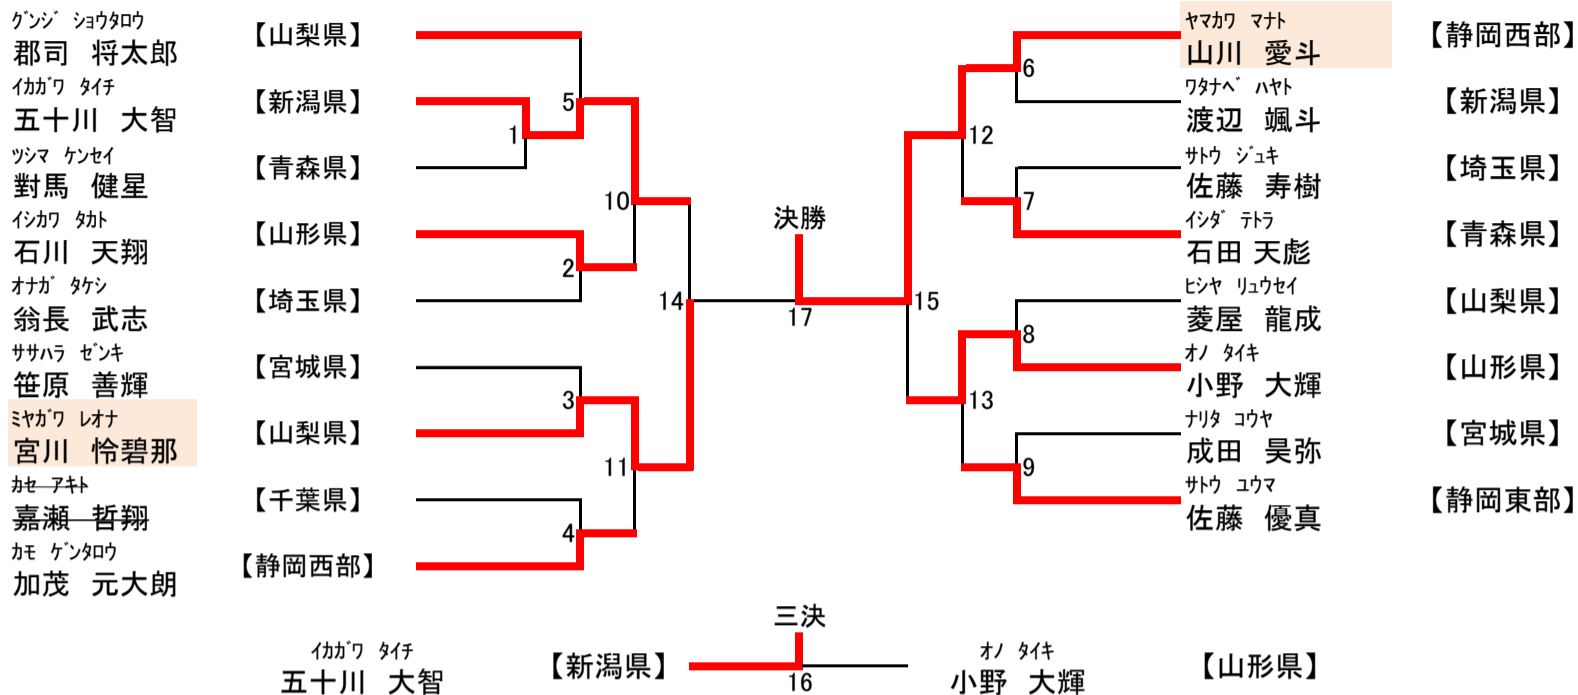 グンジ ショウタロウ
郡司 将太郎 【山梨県】
イカガワ タイチ
五十川 大智 【新潟県】
ツシマ ケンセイ
對馬 健星 【青森県】
イシカワ タカト
石川 天翔 【山形県】
オナガ タケシ
翁長 武志 【埼玉県】
ササハラ ゼンキ
笹原 善輝 【宮城県】
ミヤガワ レオナ
宮川 怜碧那 【山梨県】
カセ アキト
嘉瀬 哲翔 【千葉県】
カモ ゲンタロウ
加茂 元大朗 【静岡西部】
1
5
2
3
4
10
11
14
決勝
17
15
12
13
6
7
8
9
ヤマカワ マナト
山川 愛斗 【静岡西部】
ワタナベ ハヤト
渡辺 颯斗 【新潟県】
サトウ ジュキ
佐藤 寿樹 【埼玉県】
イシダ テトラ
石田 天彪 【青森県】
ヒシヤ リュウセイ
菱屋 龍成 【山梨県】
オノ タイキ
小野 大輝 【山形県】
ナリタ コウヤ
成田 昊弥 【宮城県】
サトウ ユウマ
佐藤 優真 【静岡東部】
三決
イカガワ タイチ
五十川 大智 【新潟県】
16
オノ タイキ
小野 大輝 【山形県】